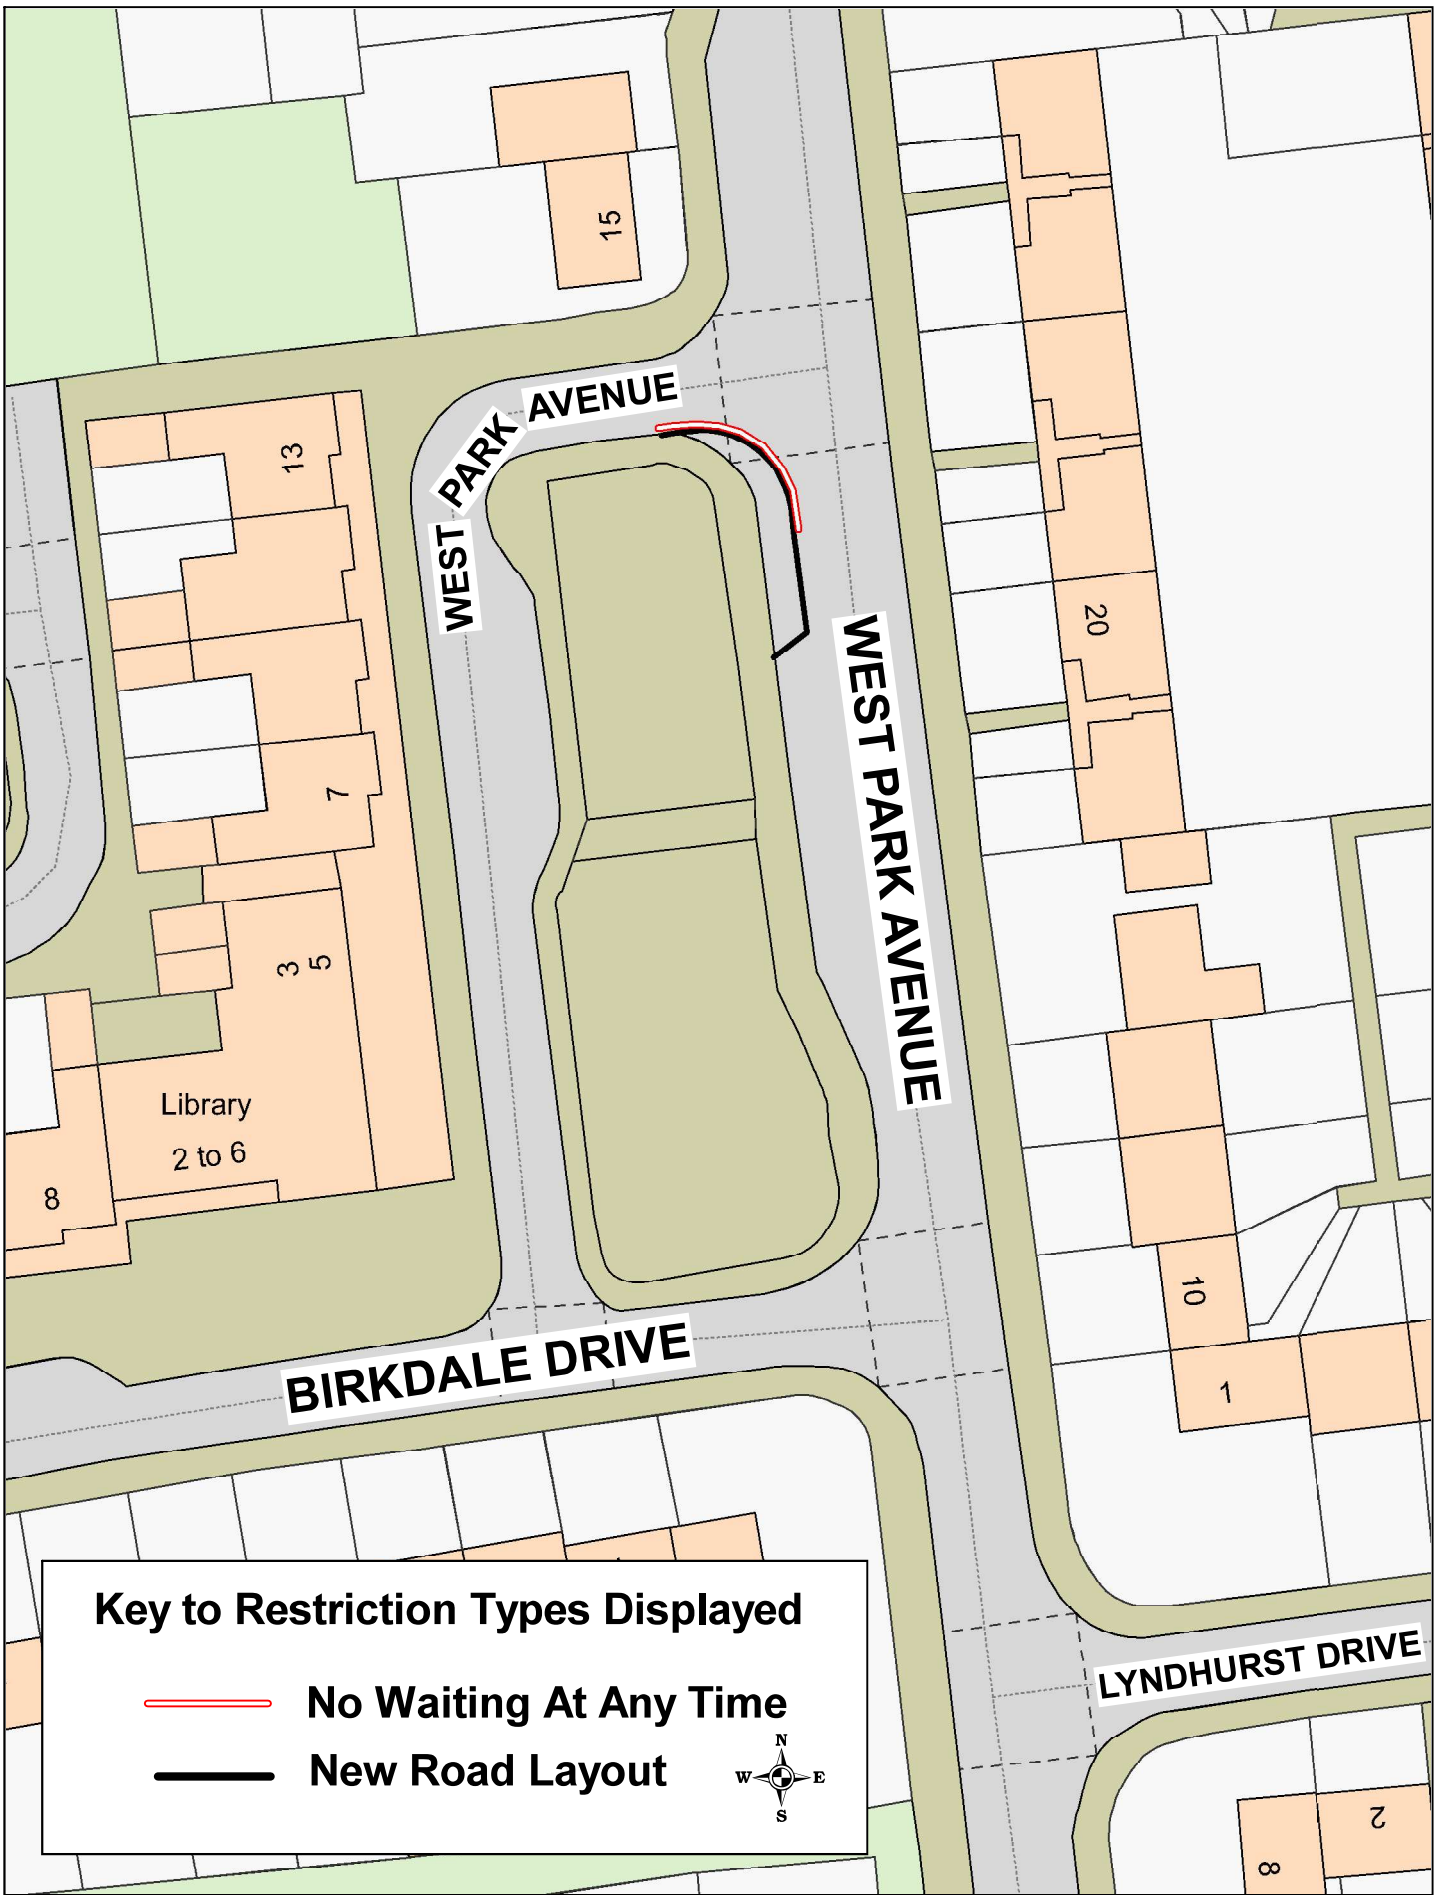 15
WEST PARK AVENUE
13
20
WEST PARK AVENUE
7
3
5
Library
2 to 6
8
10
BIRKDALE DRIVE
1
LYNDHURST DRIVE
Key to Restriction Types Displayed
No Waiting At Any Time
New Road Layout
N
W E
S
2
8